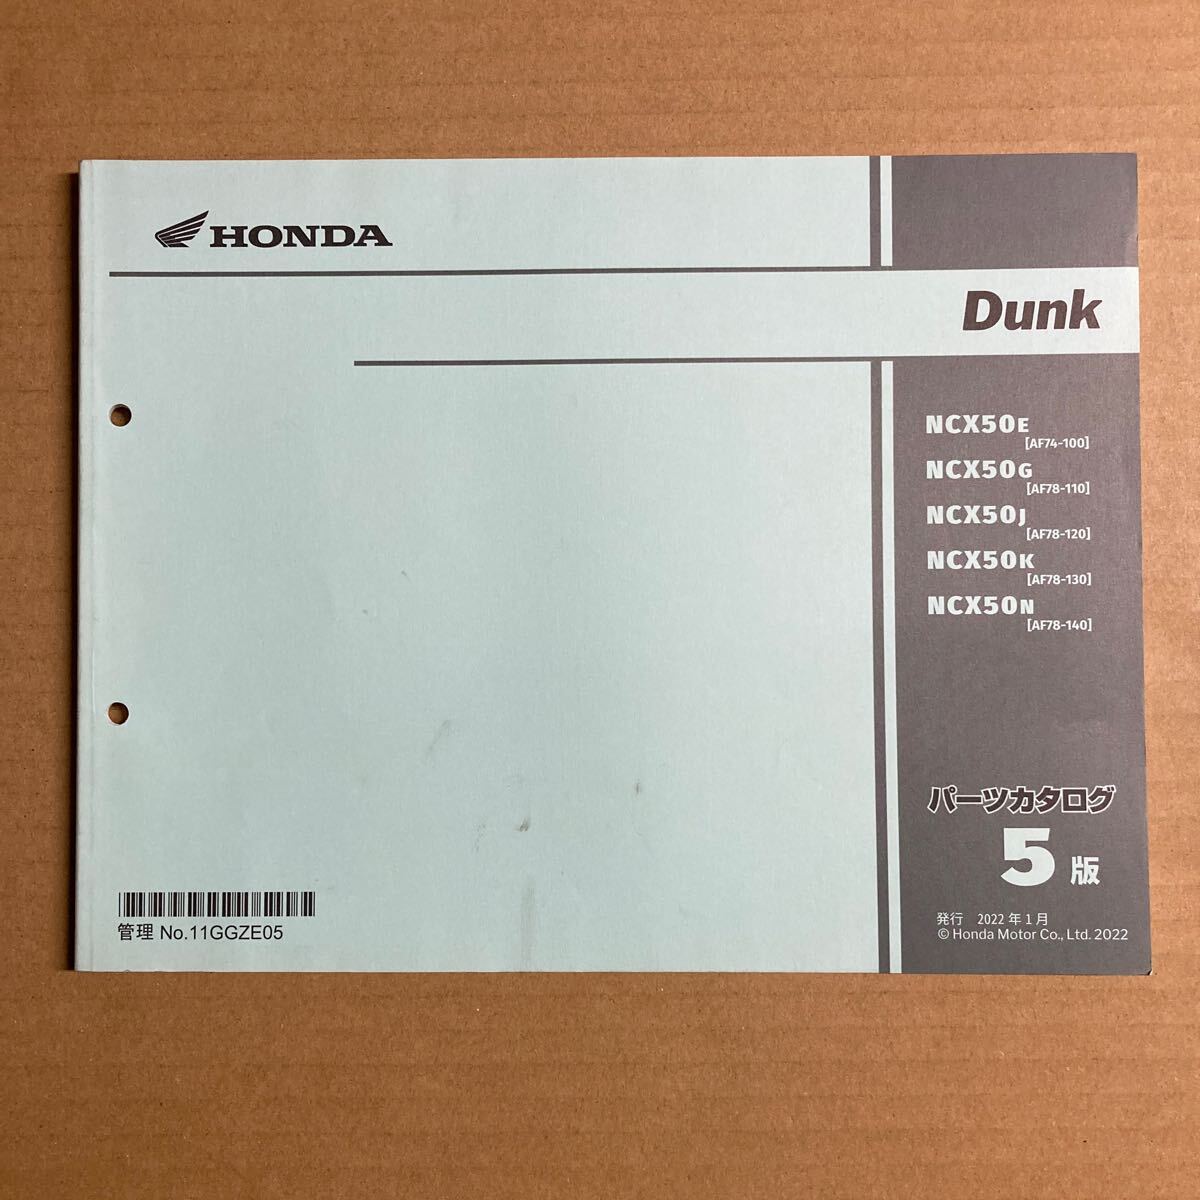 HONDA
Dunk
NCX50E
[AF74-100]
NCX50G
[AF78-110]
NCX50J
[AF78-120]
NCX50K
[AF78-130]
NCX50N
[AF78-140]
パーツカタログ
5版
発行 2022年1月
© Honda Motor Co., Ltd. 2022
管理 No.11GGZE05